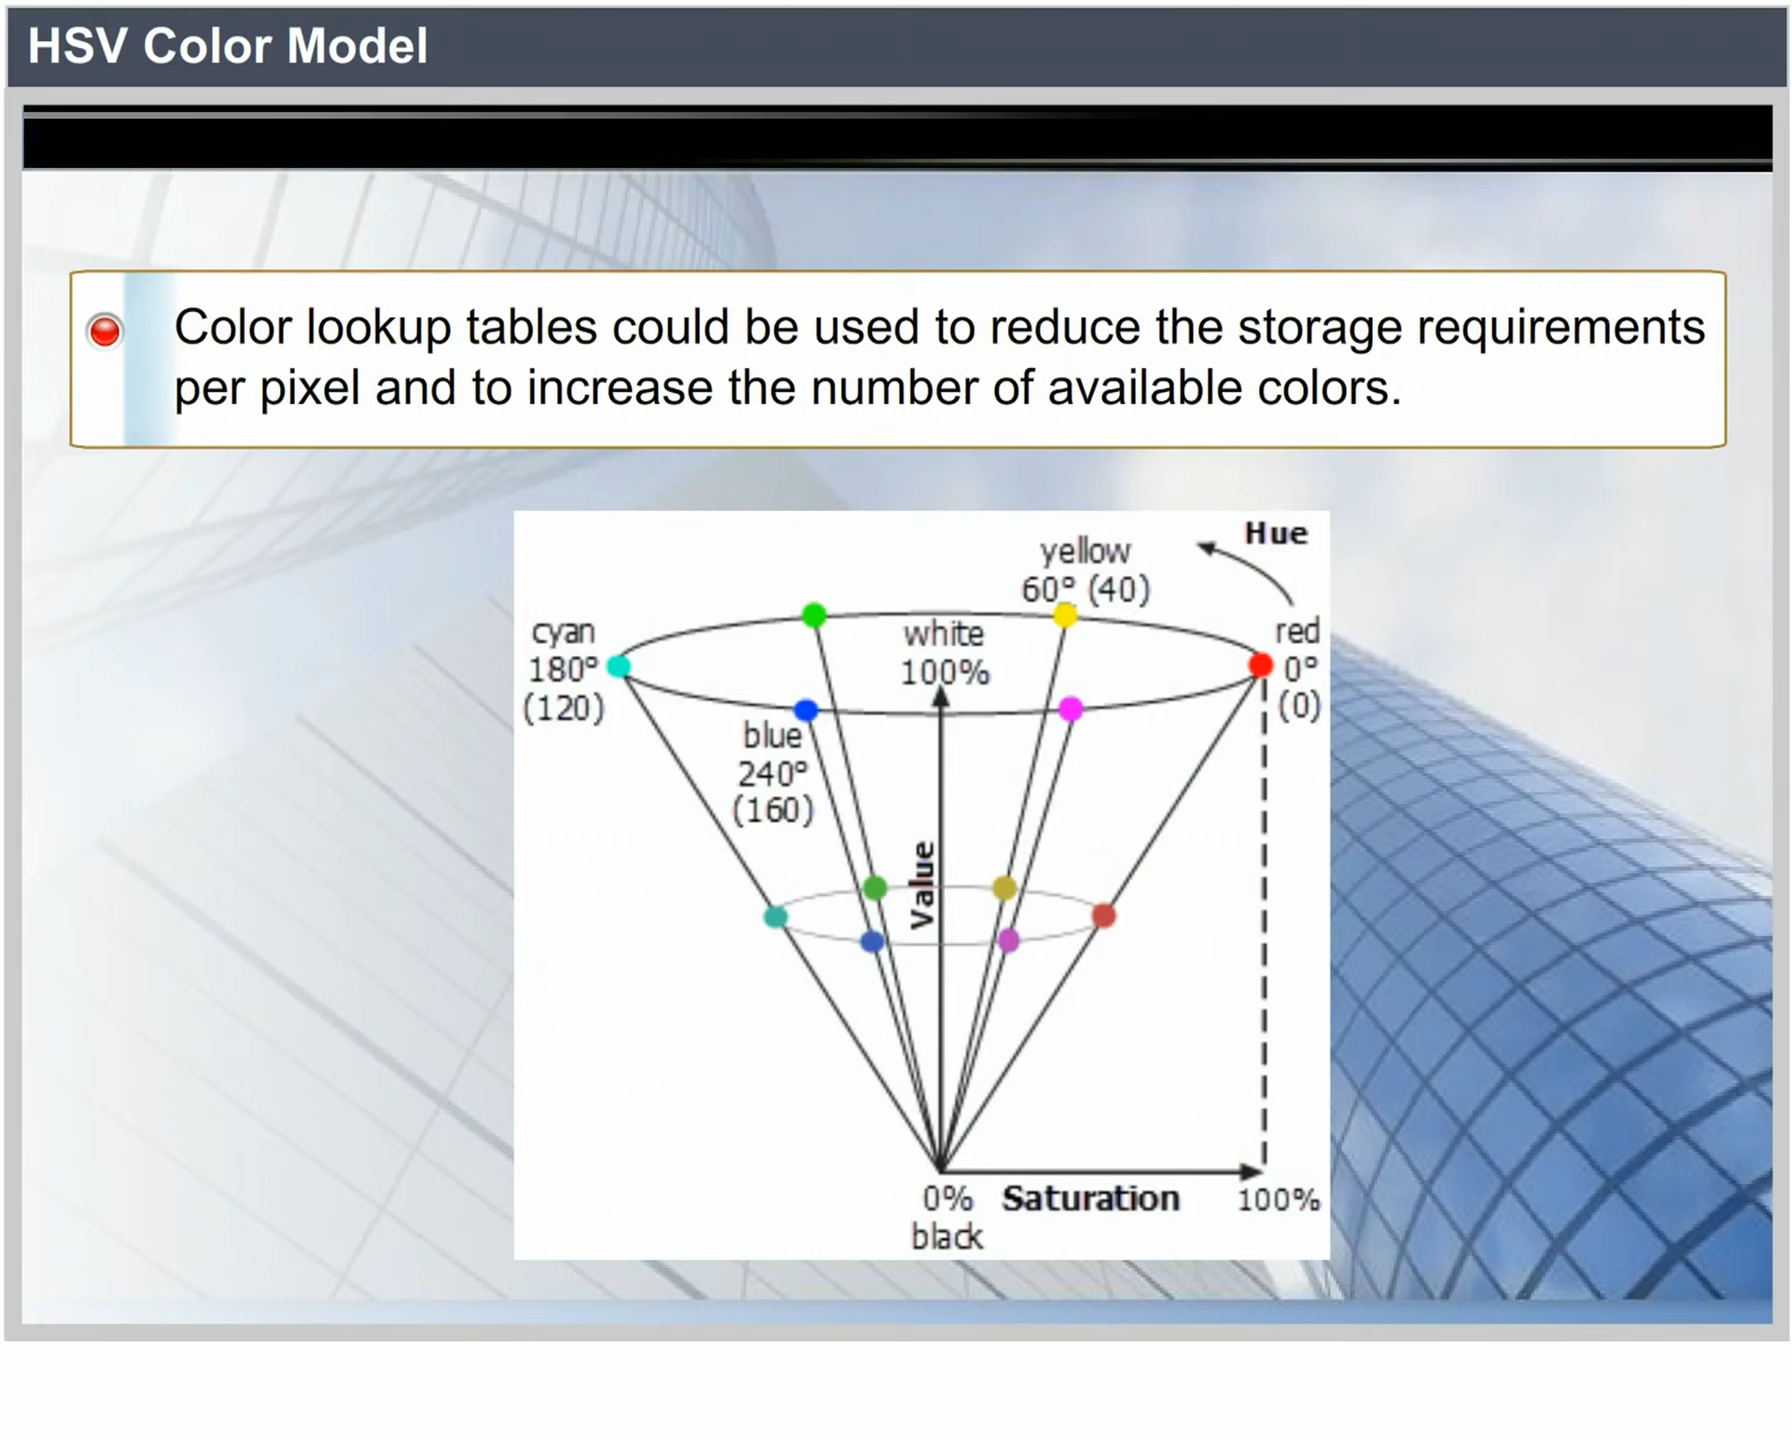 HSV Color Model
Color lookup tables could be used to reduce the storage requirements
per pixel and to increase the number of available colors.
Hue
yellow
60° (40)
cyan
180°
(120)
white
100%
red
0°
(0)
blue
240°
(160)
Value
0%
black
Saturation
100%